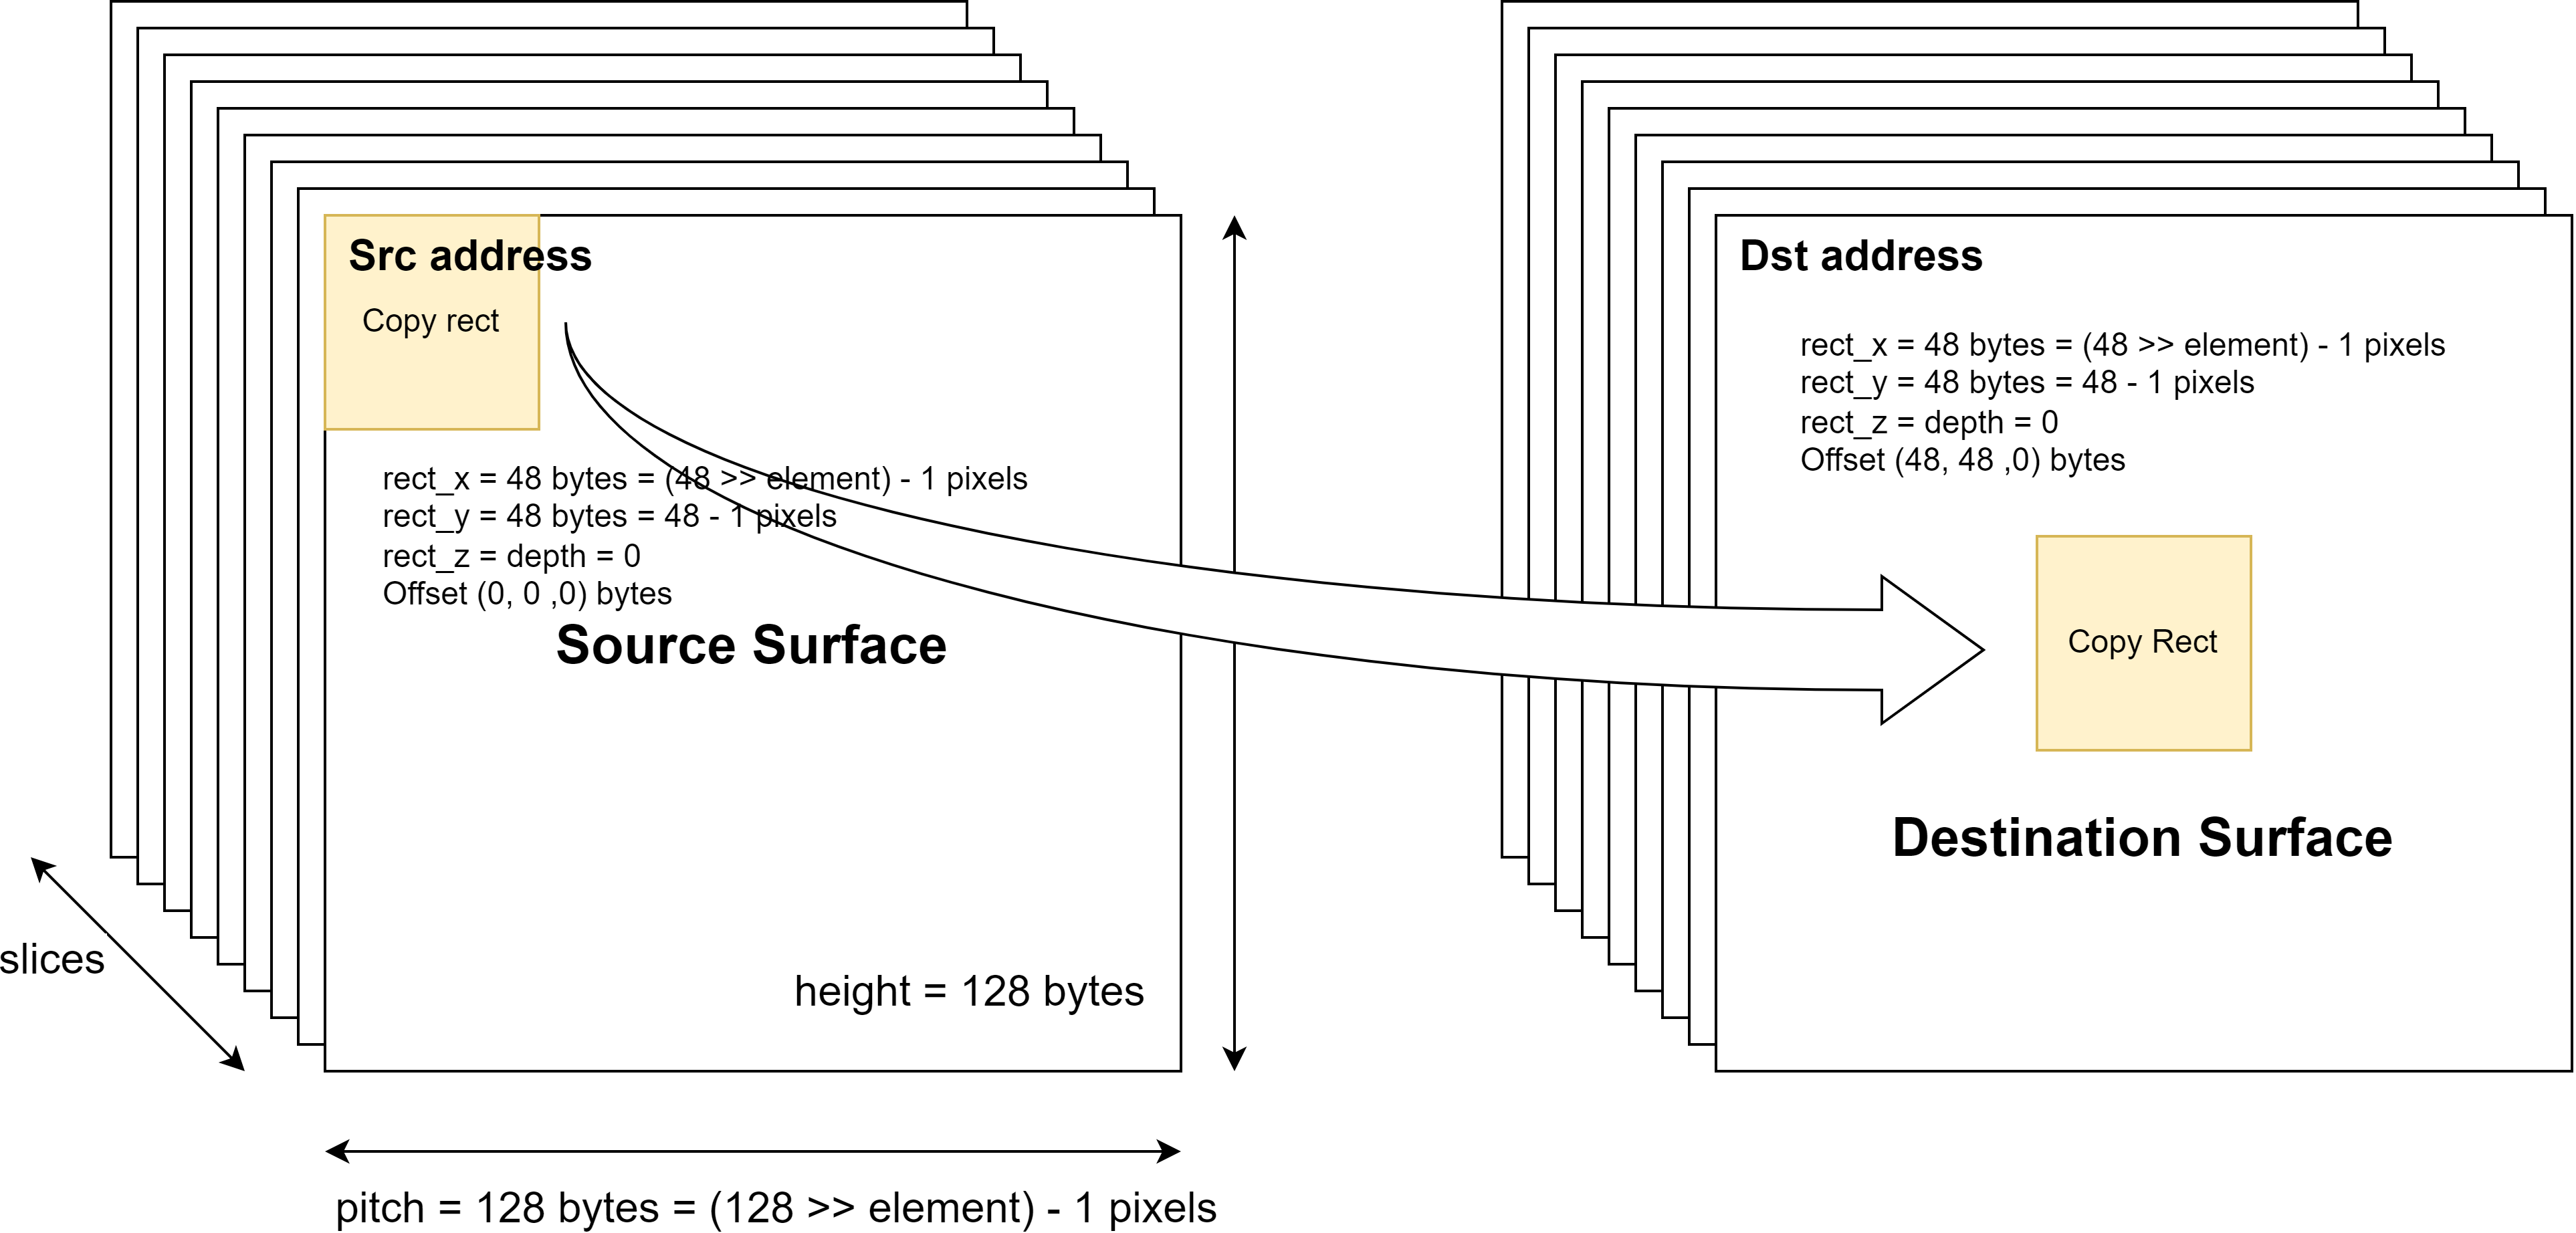 Src address
Copy rect
rect_x = 48 bytes = (48 >> element) - 1 pixels
rect_y = 48 bytes = 48 - 1 pixels
rect_z = depth = 0
Offset (0, 0 ,0) bytes
Source Surface
height = 128 bytes
slices
pitch = 128 bytes = (128 >> element) - 1 pixels
Dst address
rect_x = 48 bytes = (48 >> element) - 1 pixels
rect_y = 48 bytes = 48 - 1 pixels
rect_z = depth = 0
Offset (48, 48 ,0) bytes
Copy Rect
Destination Surface